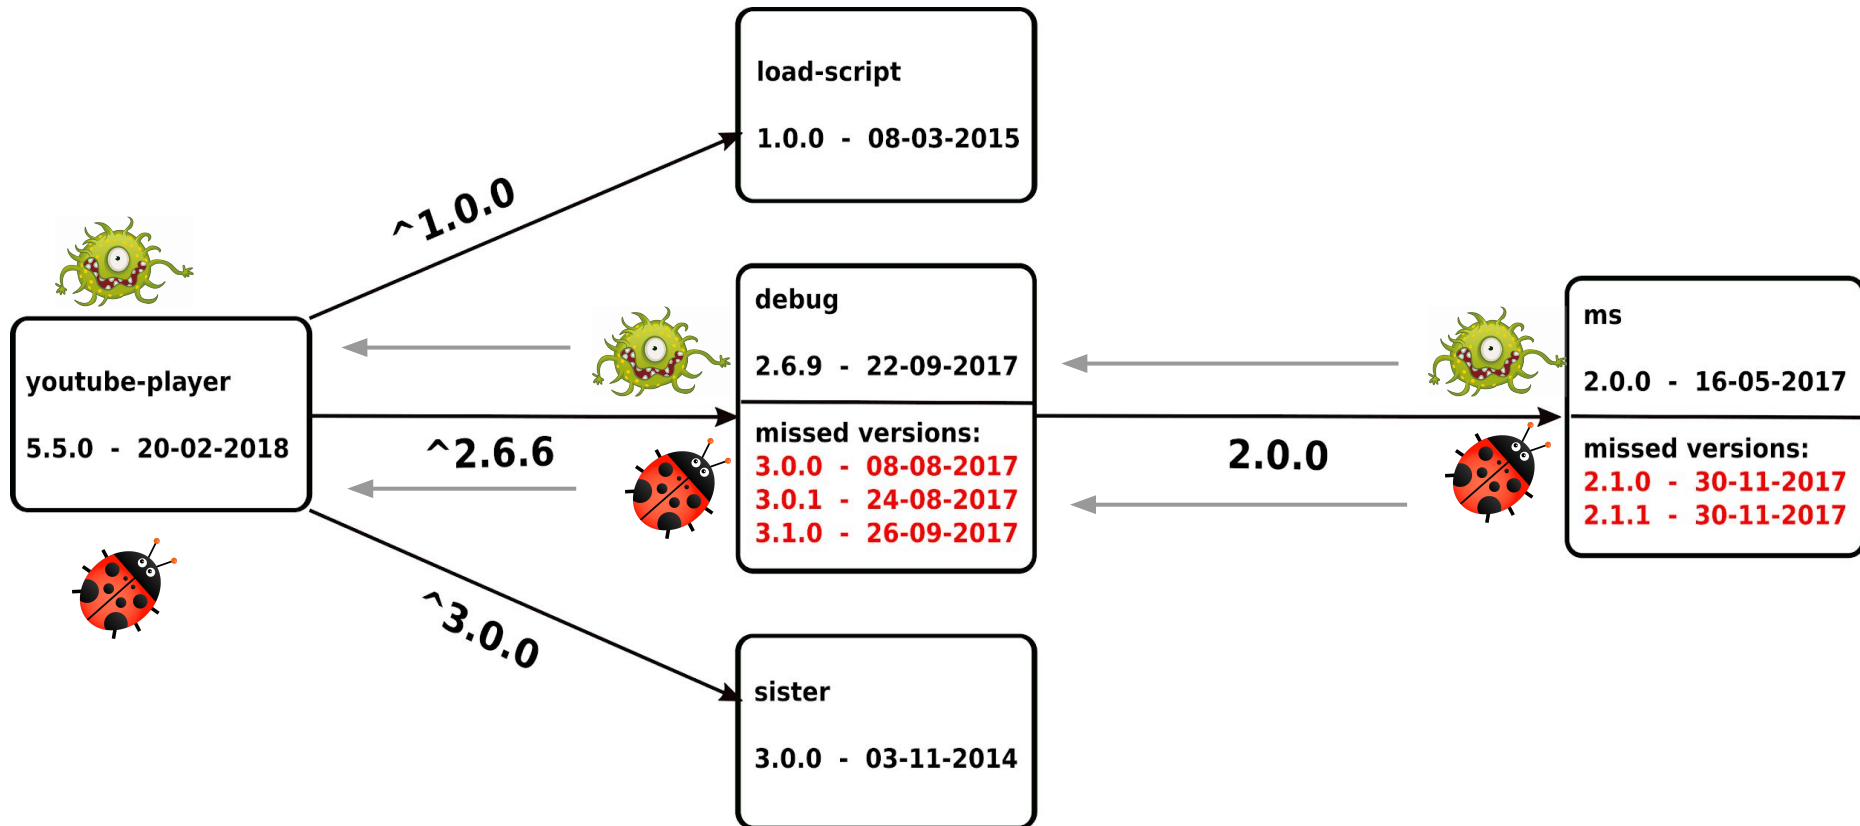 load-script
1.0.0 - 08-03-2015
^1.0.0
youtube-player
5.5.0 - 20-02-2018
^2.6.6
debug
2.6.9 - 22-09-2017
missed versions:
3.0.0 - 08-08-2017
3.0.1 - 24-08-2017
3.1.0 - 26-09-2017
2.0.0
ms
2.0.0 - 16-05-2017
missed versions:
2.1.0 - 30-11-2017
2.1.1 - 30-11-2017
^3.0.0
sister
3.0.0 - 03-11-2014